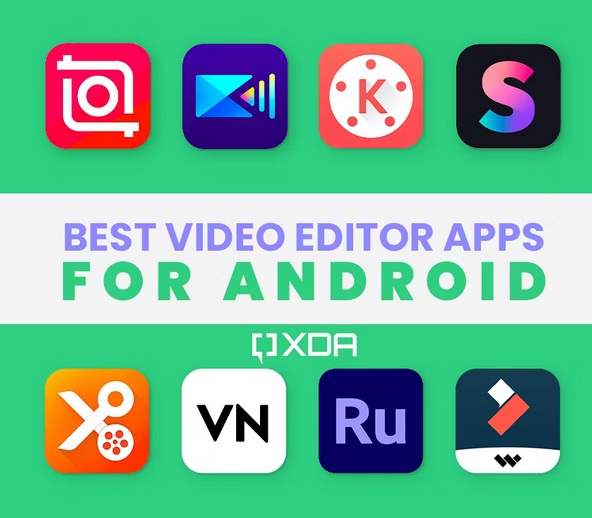 K
S
BEST VIDEO EDITOR APPS
FOR ANDROID
XDA
VN
Ru